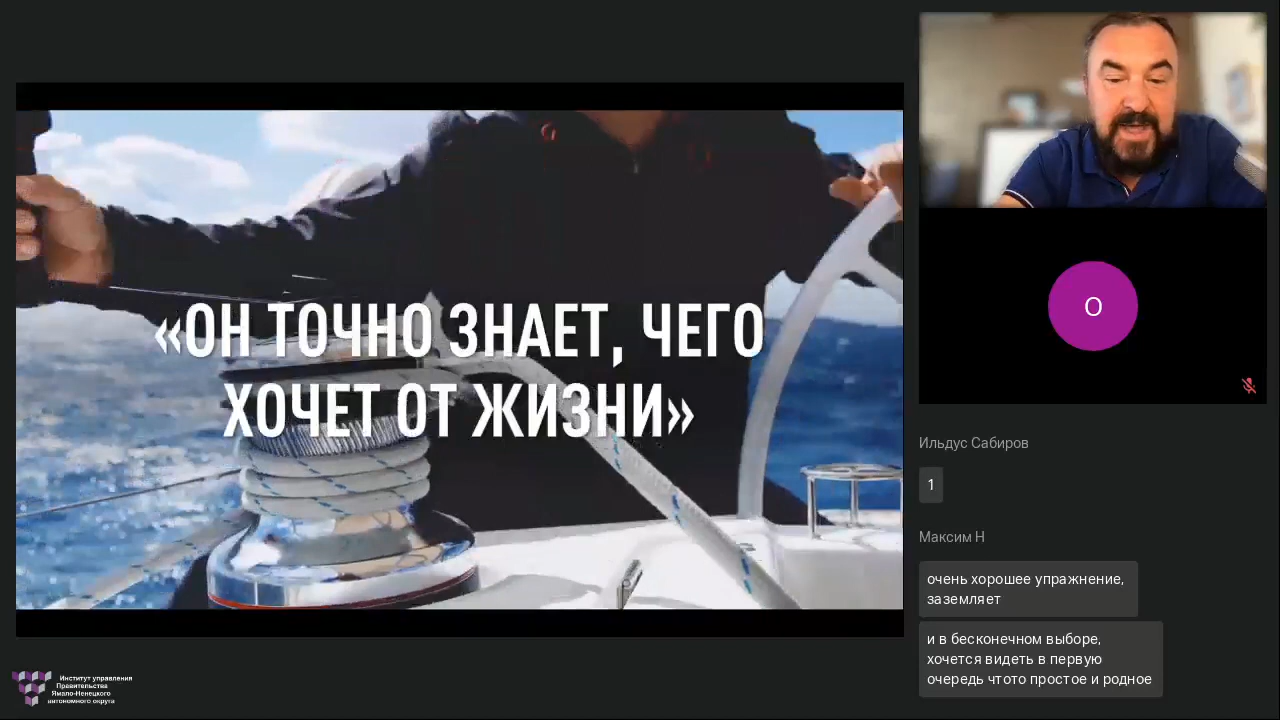 «ОН ТОЧНО ЗНАЕТ, ЧЕГО
ХОЧЕТ ОТ ЖИЗНИ»
О
Ильдус Сабиров
1
Максим Н
очень хорошее упражнение,
заземляет
и в бесконечном выборе,
хочется видеть в первую
очередь чтото простое и родное
Институт управления
Правительства
Ямало-Ненецкого
автономного округа